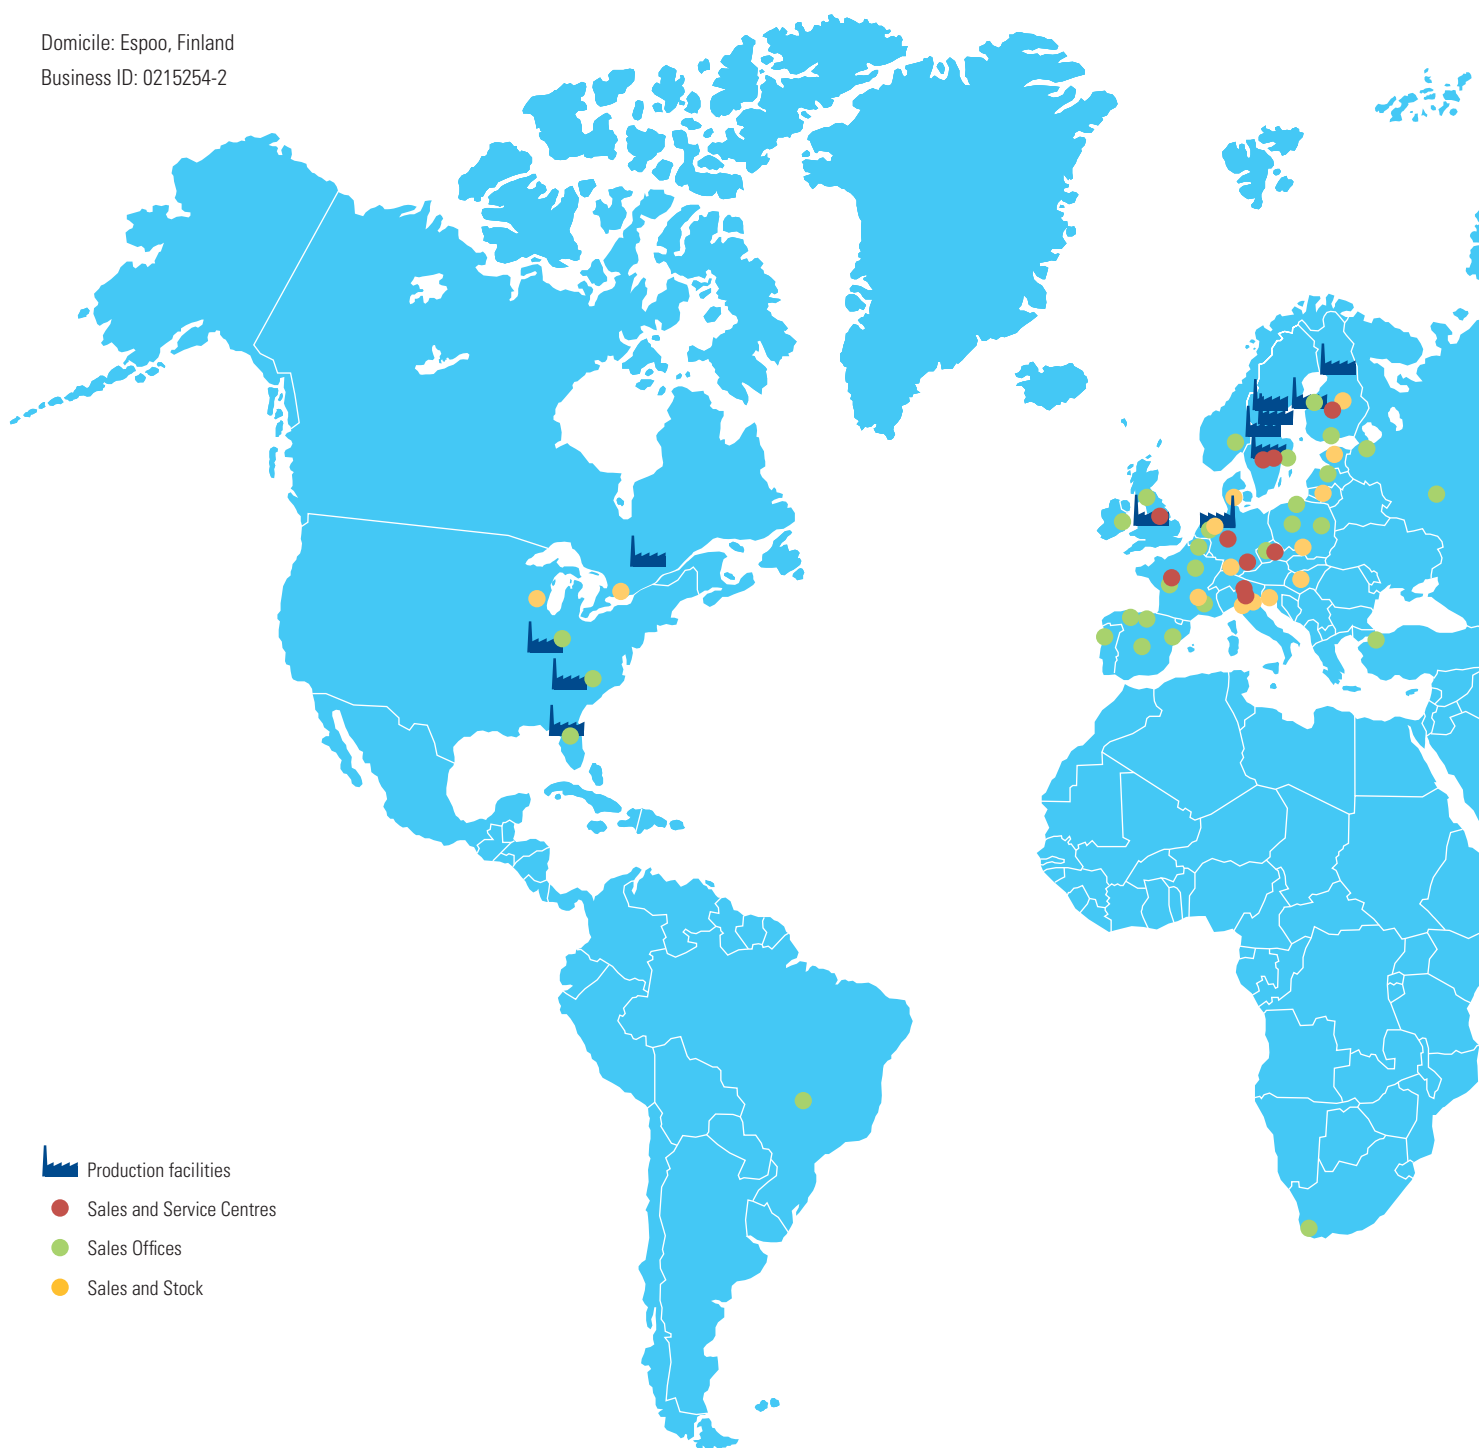 Domicile: Espoo, Finland
Business ID: 0215254-2
Production facilities
Sales and Service Centres
Sales Offices
Sales and Stock